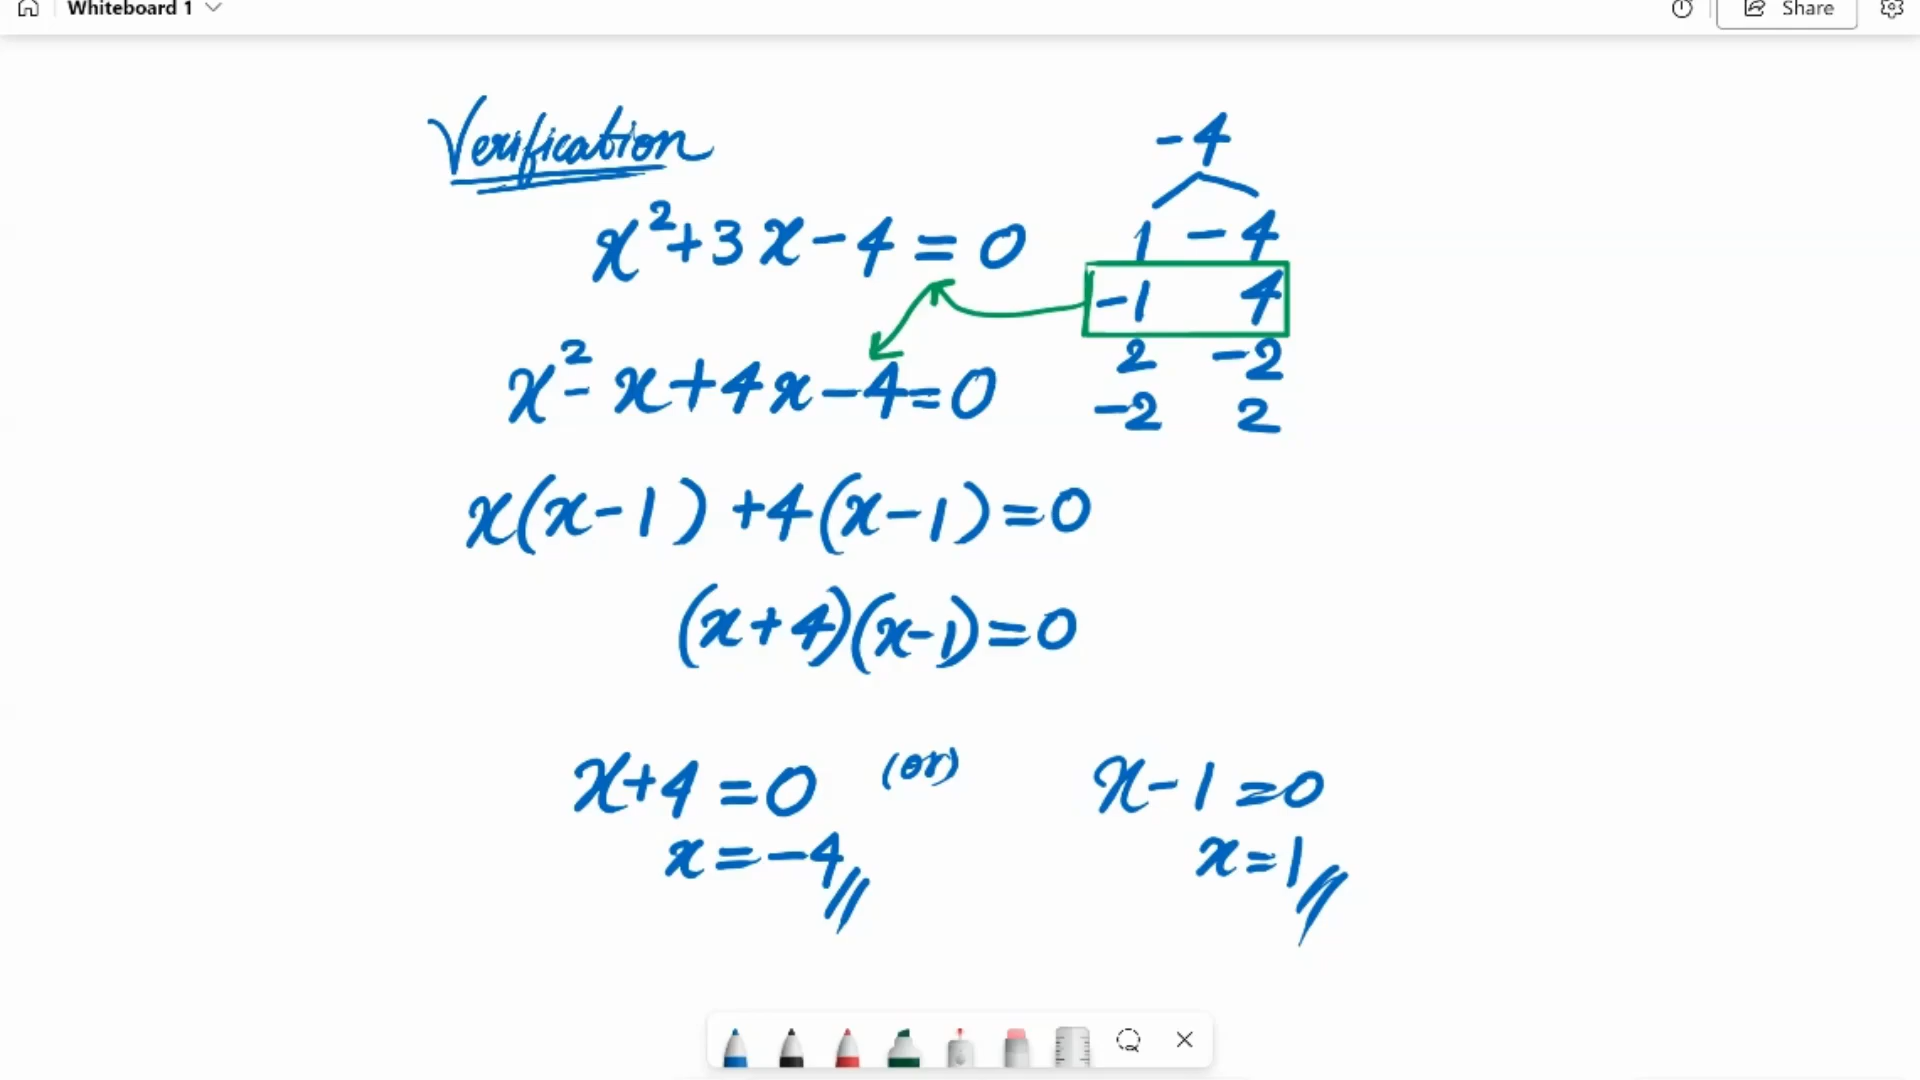 Whiteboard 1
Share
Verification
x²+3x-4=0
x²-x+4x-4=0
x(x-1)+4(x-1)=0
(x+4)(x-1)=0
x+4=0 (or) x-1=0
x=-4 x=1
-4
1 -4
-1 4
2 -2
-2 2